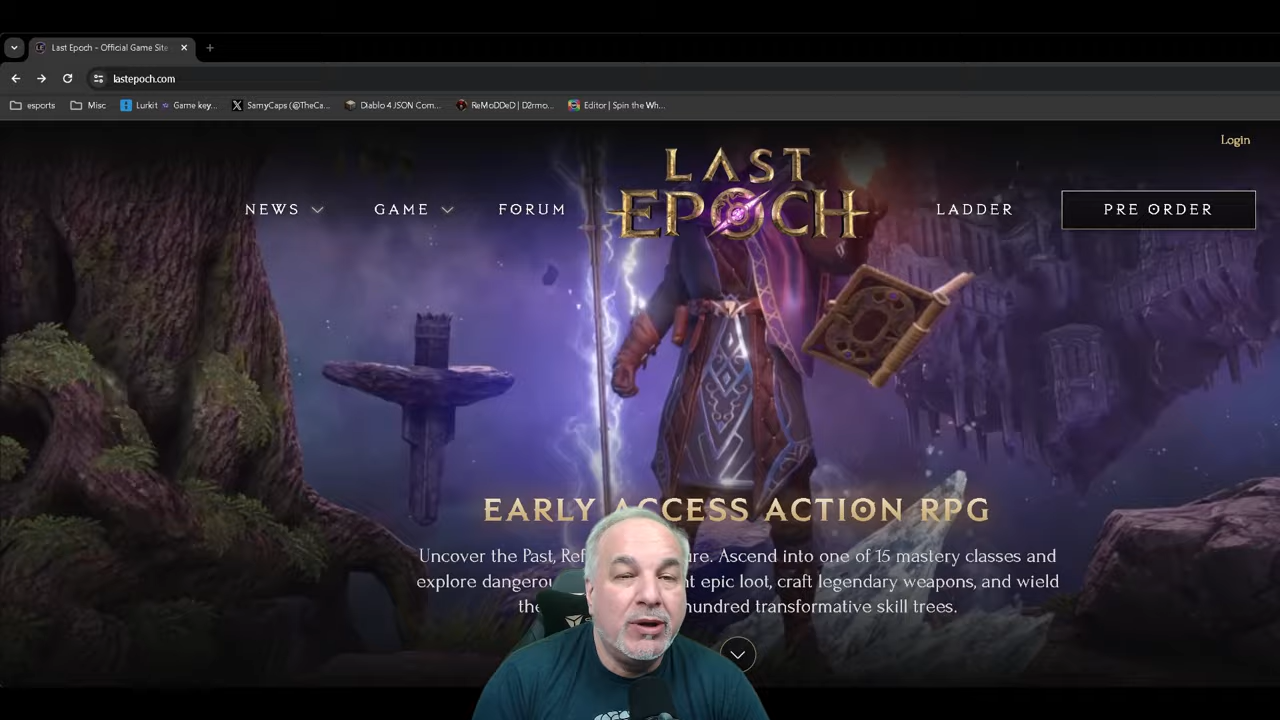 Last Epoch - Official Game Site
lastepoch.com
esports
Misc
Lurkit
Game key...
SamyCaps (@TheCa...
Diablo 4 JSON Com...
ReMoDDeD | D2rmo...
Editor | Spin the Wh...
Login
LAST
EPOCH
NEWS
GAME
FORUM
LADDER
PRE ORDER
EARLY ACCESS ACTION RPG
Uncover the Past, ure. Ascend into one of 15 mastery classes and
explore epic loot, craft legendary weapons, and wield
hundred transformative skill trees.